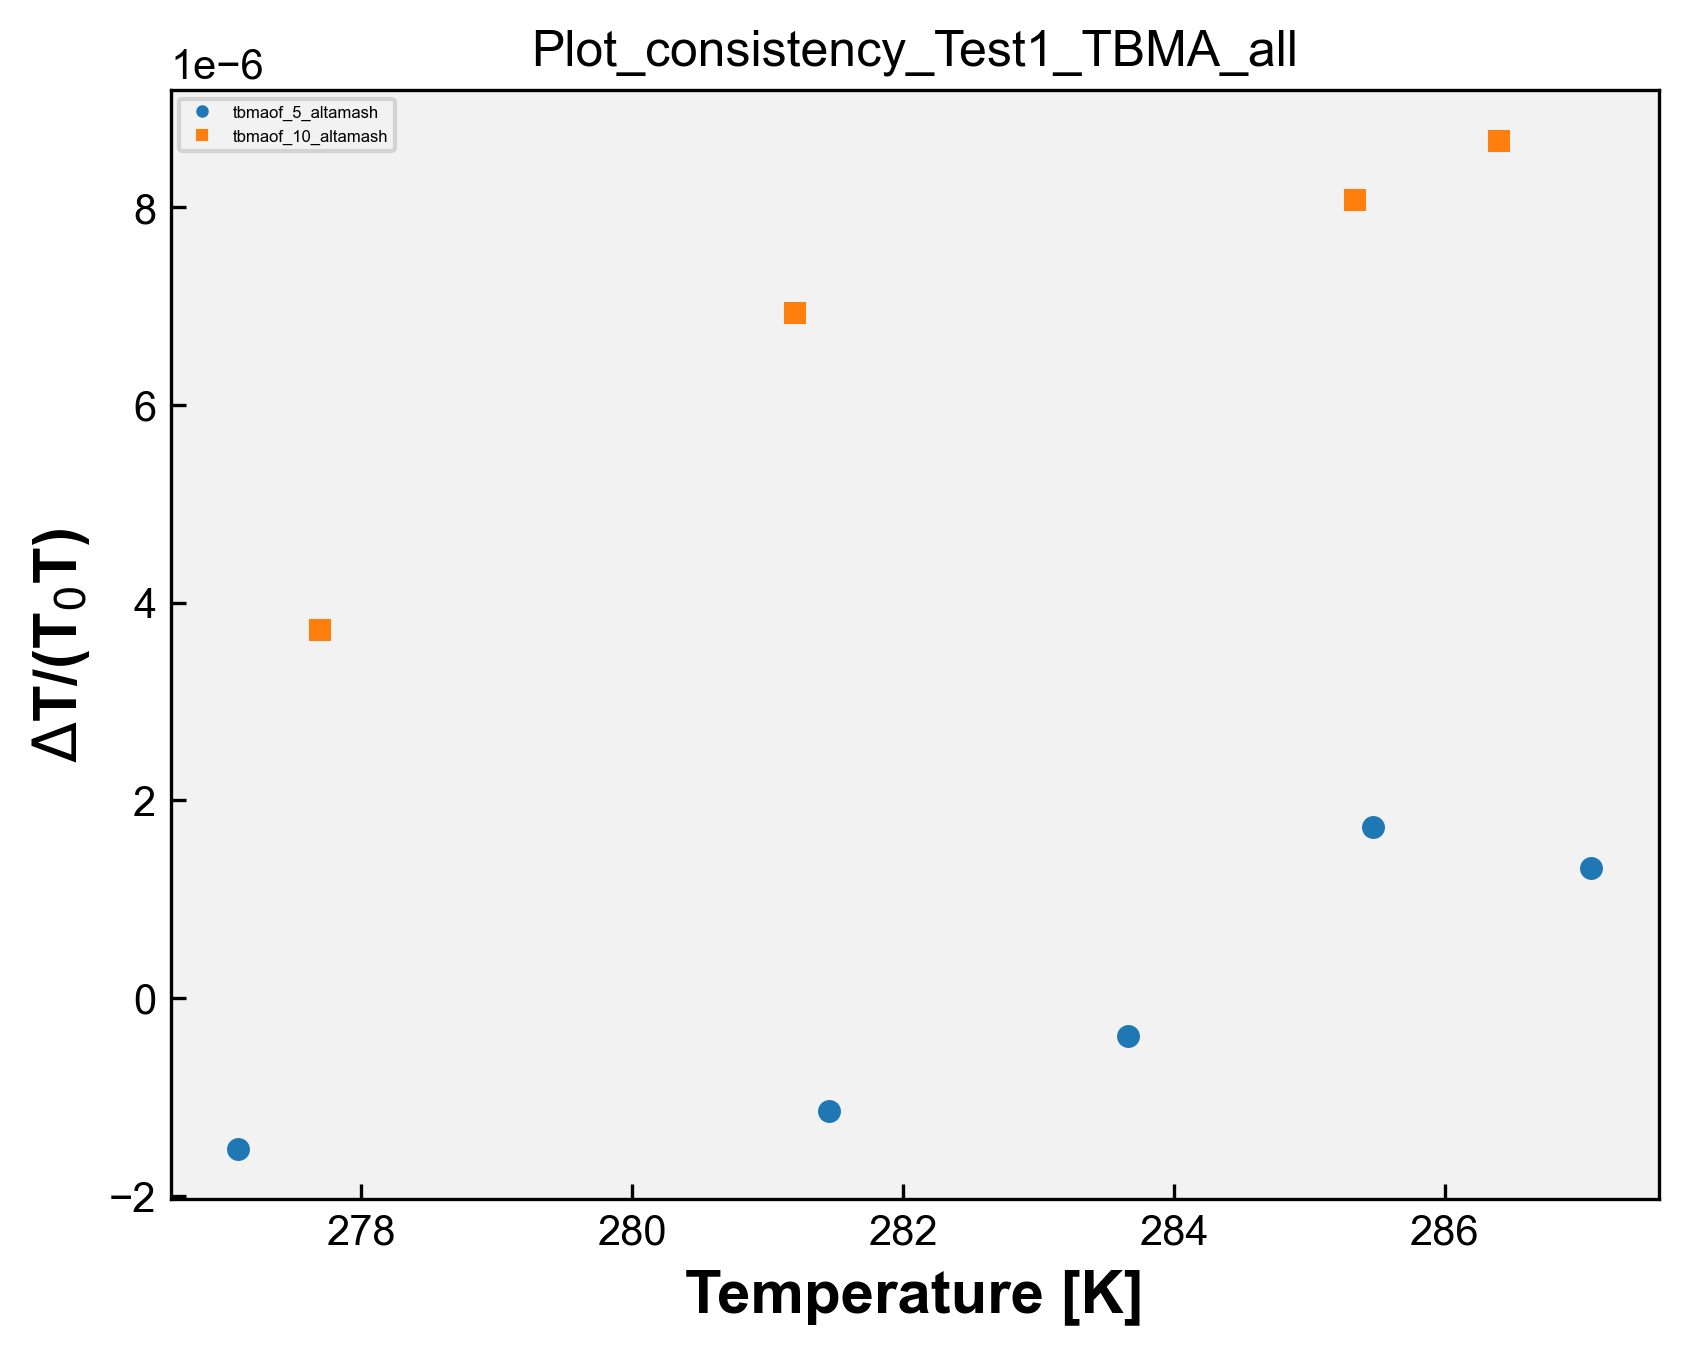 Plot_consistency_Test1_TBMA_all
1e−6
tbmaof_5_altamash
tbmaof_10_altamash
8
6
4
2
0
−2
ΔT/(T₀T)
278 280 282 284 286
Temperature [K]